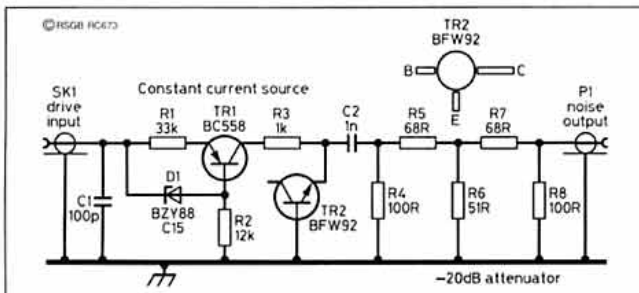 © RSGB RC673
TR2
BFW92
B
C
E
SK1
drive
input
Constant current source
TR1
BC558
R1
33k
R3
1k
C2
1n
R5
68R
R7
68R
P1
noise
output
C1
100p
D1
BZY88
C15
R2
12k
TR2
BFW92
R4
100R
R6
51R
R8
100R
-20dB attenuator